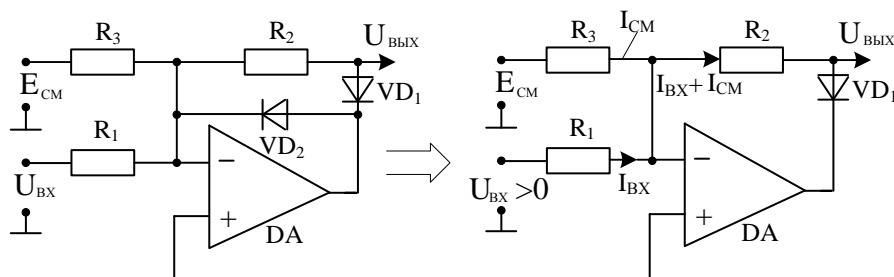 R3
R2
Uвых
Eсм
VD1
R1
VD2
Uвх
−
+
DA
R3
Iсм
R2
Uвых
Eсм
Iвх+ Iсм
VD1
R1
Uвх >0
Iвх
−
+
DA